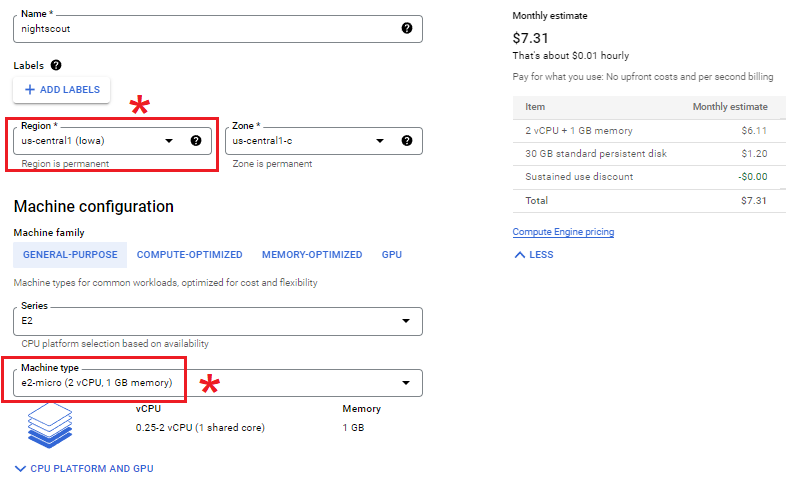 Name *
nightscout
Labels
ADD LABELS
Region *
us-central1 (Iowa)
Region is permanent
Zone *
us-central1-c
Zone is permanent
Machine configuration
Machine family
GENERAL-PURPOSE COMPUTE-OPTIMIZED MEMORY-OPTIMIZED GPU
Machine types for common workloads, optimized for cost and flexibility
Series
E2
CPU platform selection based on availability
Machine type
e2-micro (2 vCPU, 1 GB memory)
vCPU Memory
0.25-2 vCPU (1 shared core) 1 GB
CPU PLATFORM AND GPU
Monthly estimate
$7.31
That's about $0.01 hourly
Pay for what you use: No upfront costs and per second billing
Item Monthly estimate
2 vCPU + 1 GB memory $6.11
30 GB standard persistent disk $1.20
Sustained use discount -$0.00
Total $7.31
Compute Engine pricing
LESS